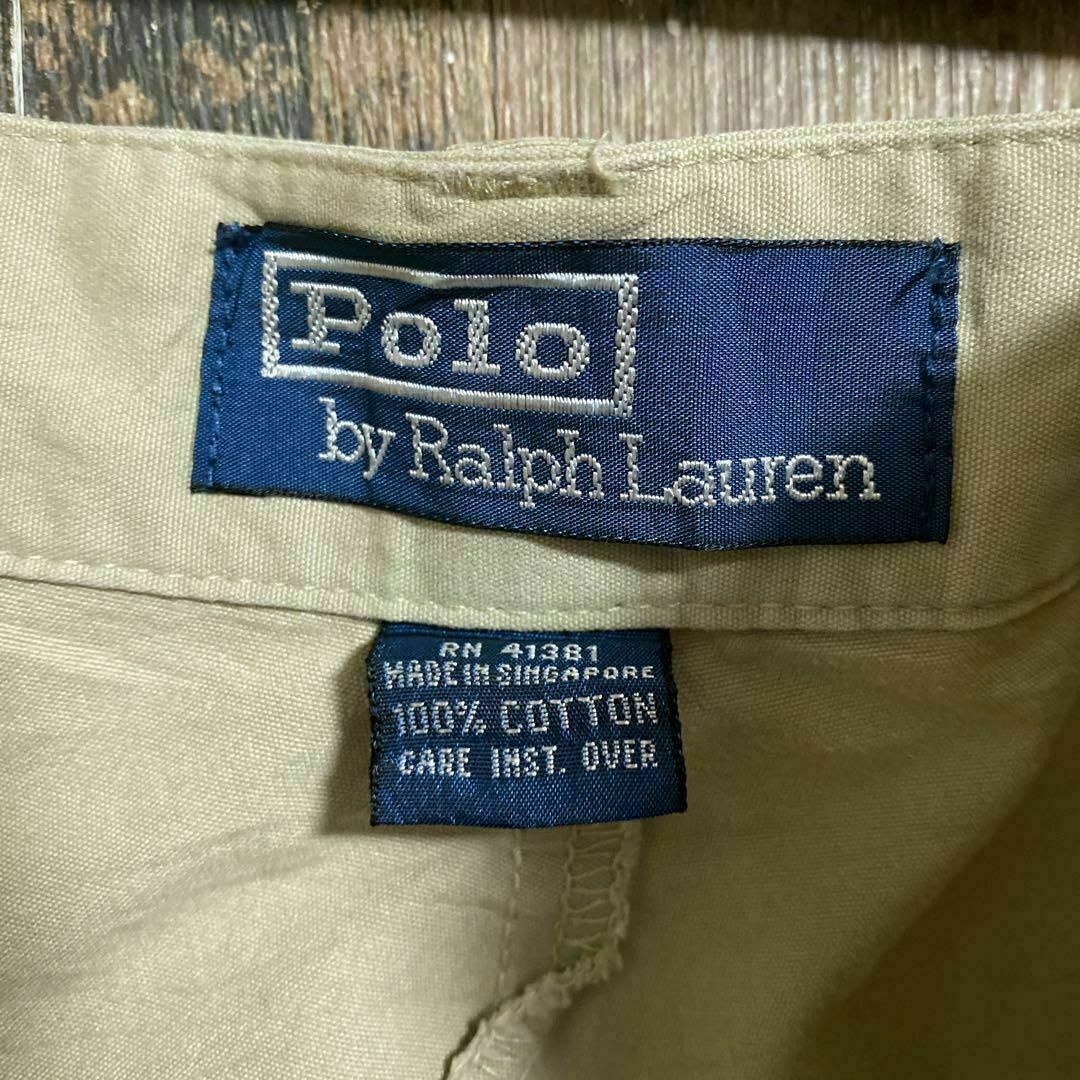 Polo
by Ralph Lauren
RN 41381
MADE IN SINGAPORE
100% COTTON
CARE INST. OVER